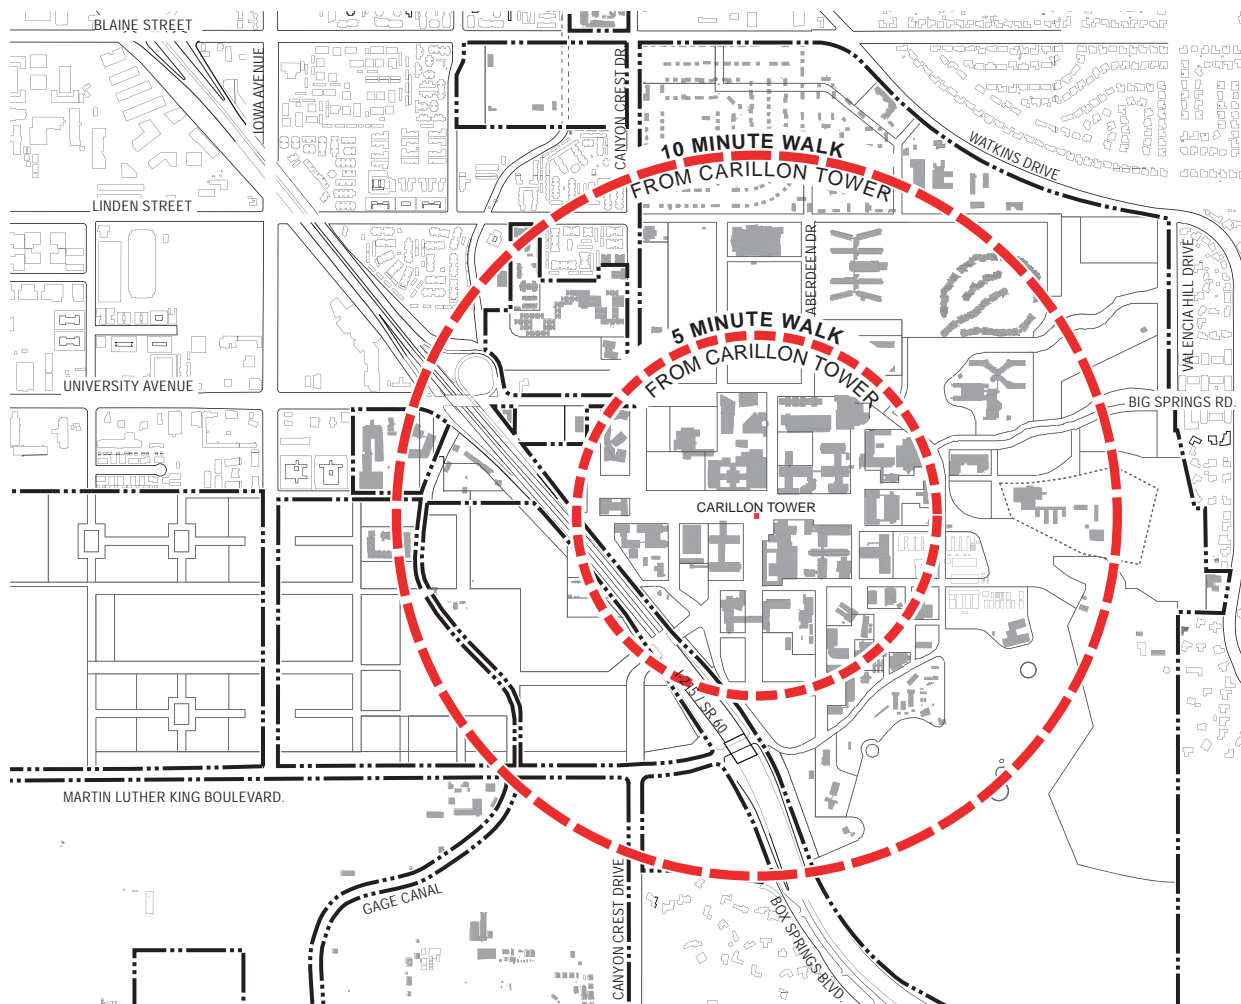 BLAINE STREET
IOWA AVENUE
CANYON CREST DR.
WATKINS DRIVE
10 MINUTE WALK
FROM CARILLON TOWER
LINDEN STREET
ABERDEEN DR.
VALENCIA HILL DRIVE
5 MINUTE WALK
FROM CARILLON TOWER
UNIVERSITY AVENUE
BIG SPRINGS RD.
CARILLON TOWER
I-215 / SR 60
MARTIN LUTHER KING BOULEVARD.
GAGE CANAL
CANYON CREST DRIVE
BOX SPRINGS BLVD.